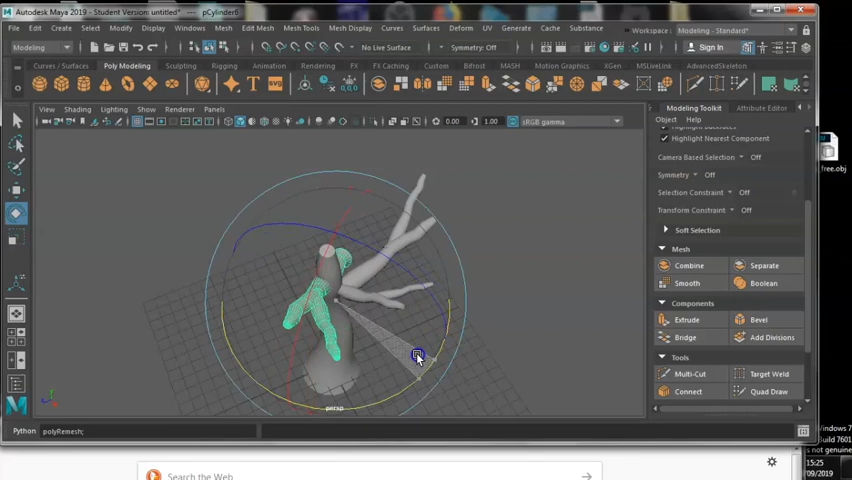 Autodesk Maya 2019 - Student Version: untitled*   ---   pCylinder6
File Edit Create Select Modify Display Windows Mesh Edit Mesh Mesh Tools Mesh Display Curves Surfaces Deform UV Generate Cache Substance
Workspace: Modeling - Standard*
Modeling No Live Surface Symmetry: Off Sign In
Curves / Surfaces Poly Modeling Sculpting Rigging Animation Rendering FX FX Caching Custom Bifrost MASH Motion Graphics XGen MSLiveLink AdvancedSkeleton
View Shading Lighting Show Renderer Panels
0.00 1.00 sRGB gamma
persp
Modeling Toolkit Attribute Editor
Object Help
Highlight Nearest Component
Camera Based Selection Off
Symmetry Off
Selection Constraint Off
Transform Constraint Off
Soft Selection
Mesh
Combine Separate
Smooth Boolean
Components
Extrude Bevel
Bridge Add Divisions
Tools
Multi-Cut Target Weld
Connect Quad Draw
Python polyRemesh;
Search the Web
free.obj
Windows 7
Build 7601
is not genuine
15:25
/09/2019